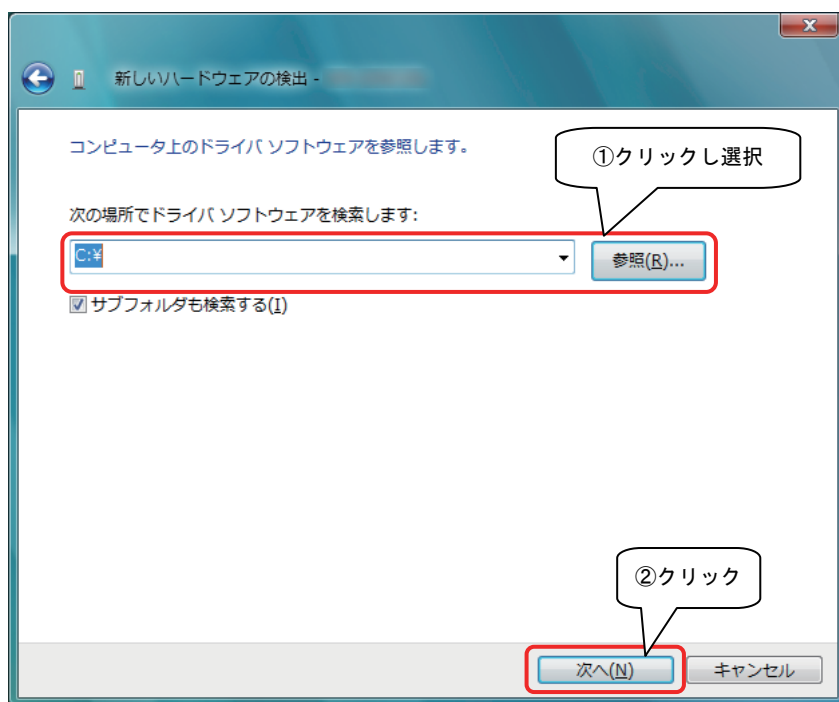 新しいハードウェアの検出 -
コンピュータ上のドライバ ソフトウェアを参照します。
①クリックし選択
次の場所でドライバ ソフトウェアを検索します:
C:¥
参照(R)...
サブフォルダも検索する(I)
②クリック
次へ(N)
キャンセル